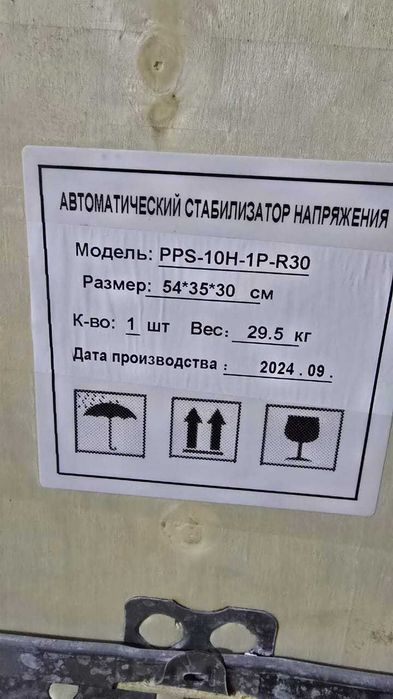 АВТОМАТИЧЕСКИЙ СТАБИЛИЗАТОР НАПРЯЖЕНИЯ
Модель: PPS-10H-1P-R30
Размер: 54*35*30 см
К-во: 1 шт Вес: 29.5 кг
Дата производства : 2024 . 09 .